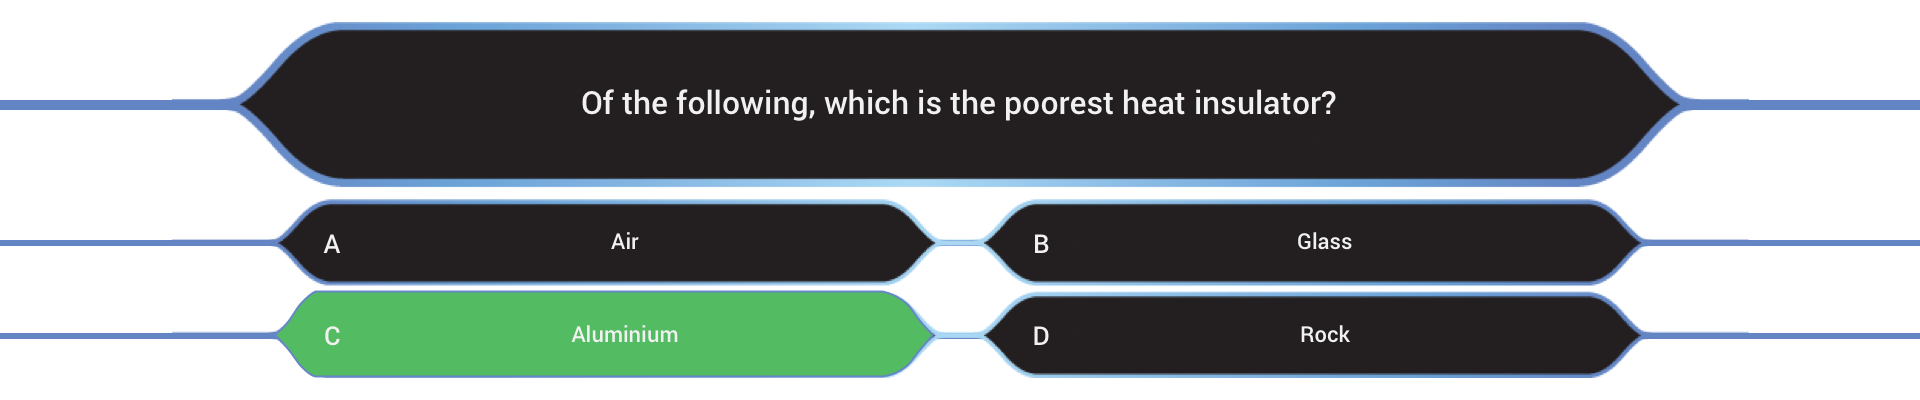 Of the following, which is the poorest heat insulator?
A Air
B Glass
C Aluminium
D Rock